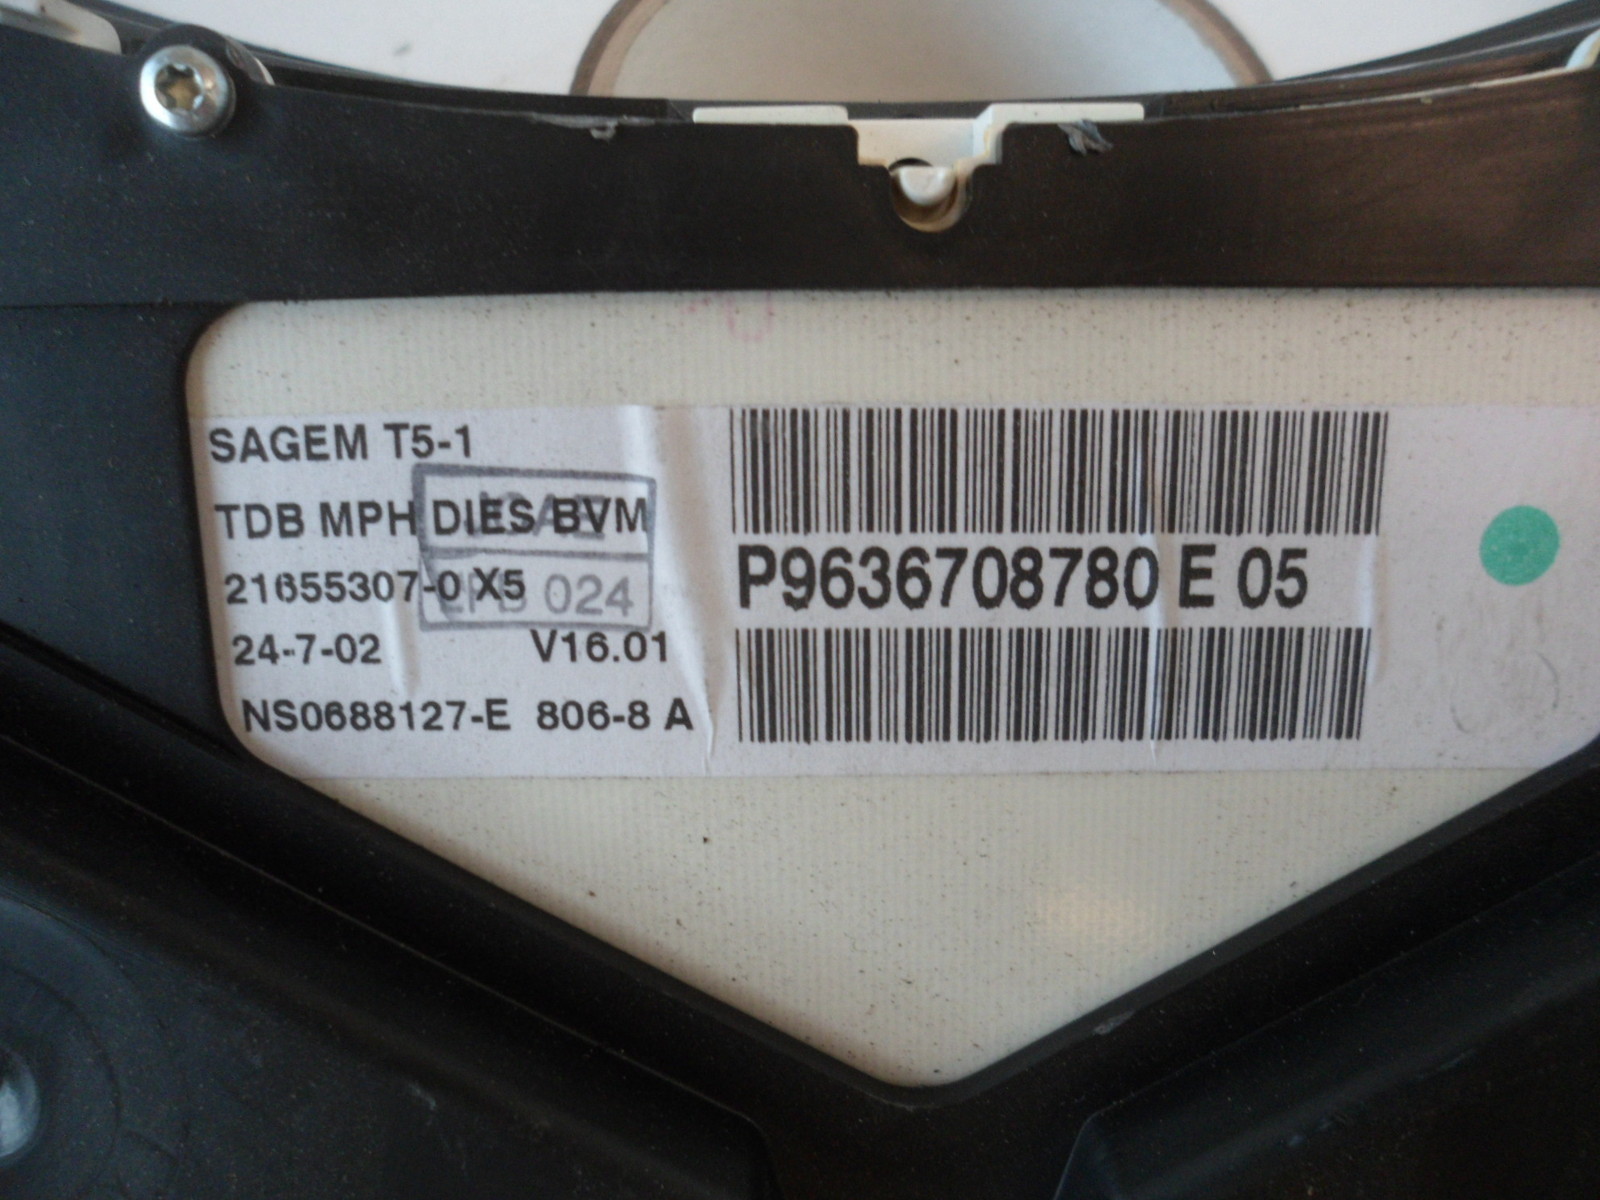 SAGEM T5-1
TDB MPH DIES BVM
21655307-0 X5
024
24-7-02 V16.01
NS0688127-E 806-8 A
P9636708780 E 05